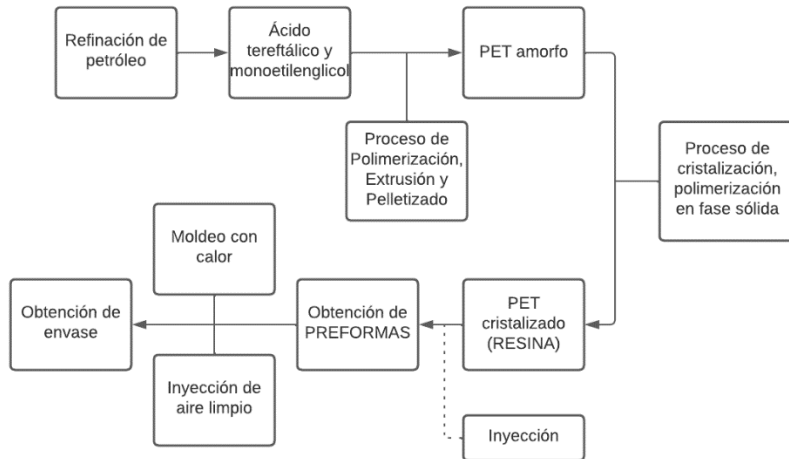 Refinación de
petróleo
Ácido
tereftálico y
monoetilenglicol
PET amorfo
Proceso de
Polimerización,
Extrusión y
Pelletizado
Proceso de
cristalización,
polimerización
en fase sólida
Moldeo con
calor
Obtención de
envase
Obtención de
PREFORMAS
PET
cristalizado
(RESINA)
Inyección de
aire limpio
Inyección